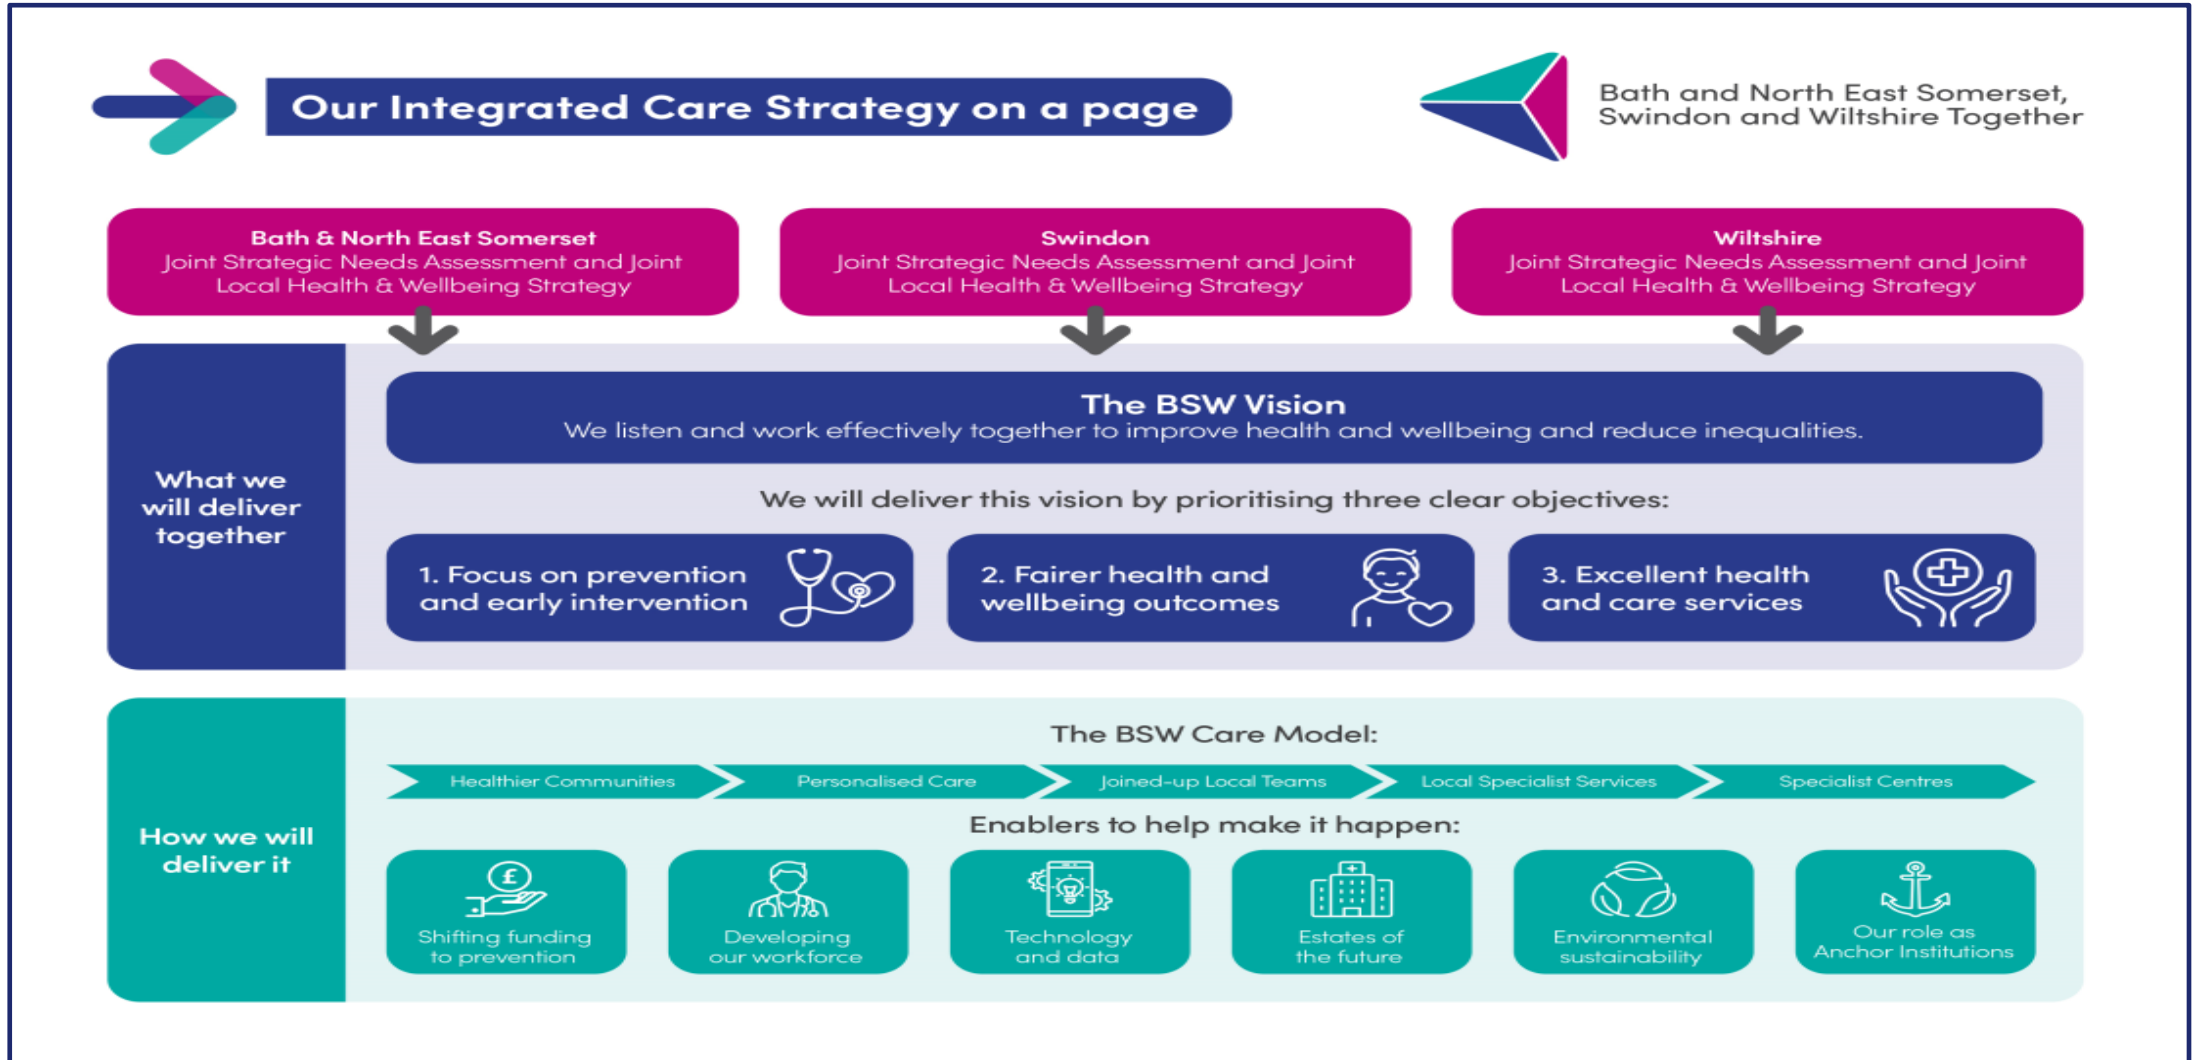 Our Integrated Care Strategy on a page
Bath and North East Somerset,
Swindon and Wiltshire Together
Bath & North East Somerset
Joint Strategic Needs Assessment and Joint
Local Health & Wellbeing Strategy
Swindon
Joint Strategic Needs Assessment and Joint
Local Health & Wellbeing Strategy
Wiltshire
Joint Strategic Needs Assessment and Joint
Local Health & Wellbeing Strategy
What we
will deliver
together
The BSW Vision
We listen and work effectively together to improve health and wellbeing and reduce inequalities.
We will deliver this vision by prioritising three clear objectives:
1. Focus on prevention
and early intervention
2. Fairer health and
wellbeing outcomes
3. Excellent health
and care services
How we will
deliver it
The BSW Care Model:
Healthier Communities
Personalised Care
Joined-up Local Teams
Local Specialist Services
Specialist Centres
Enablers to help make it happen:
£
Shifting funding
to prevention
Developing
our workforce
Technology
and data
Estates of
the future
Environmental
sustainability
Our role as
Anchor Institutions